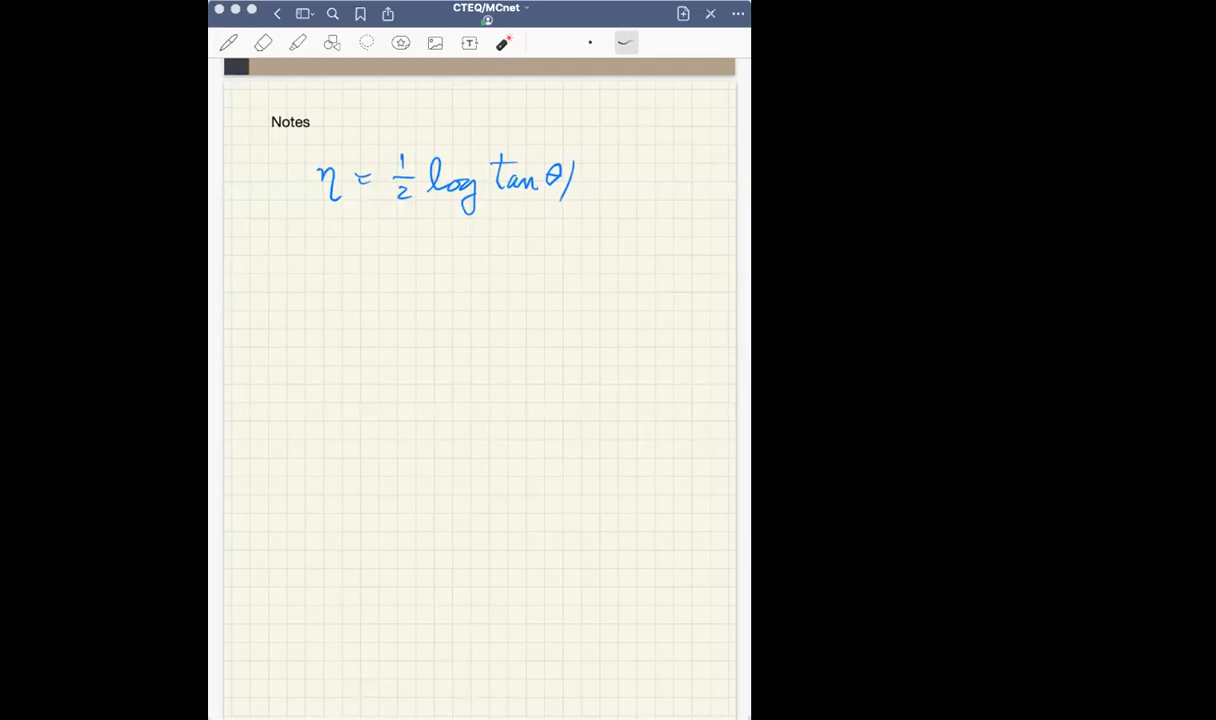 CTEQ/MCnet
T
Notes
η = 1/2 log tan θ/